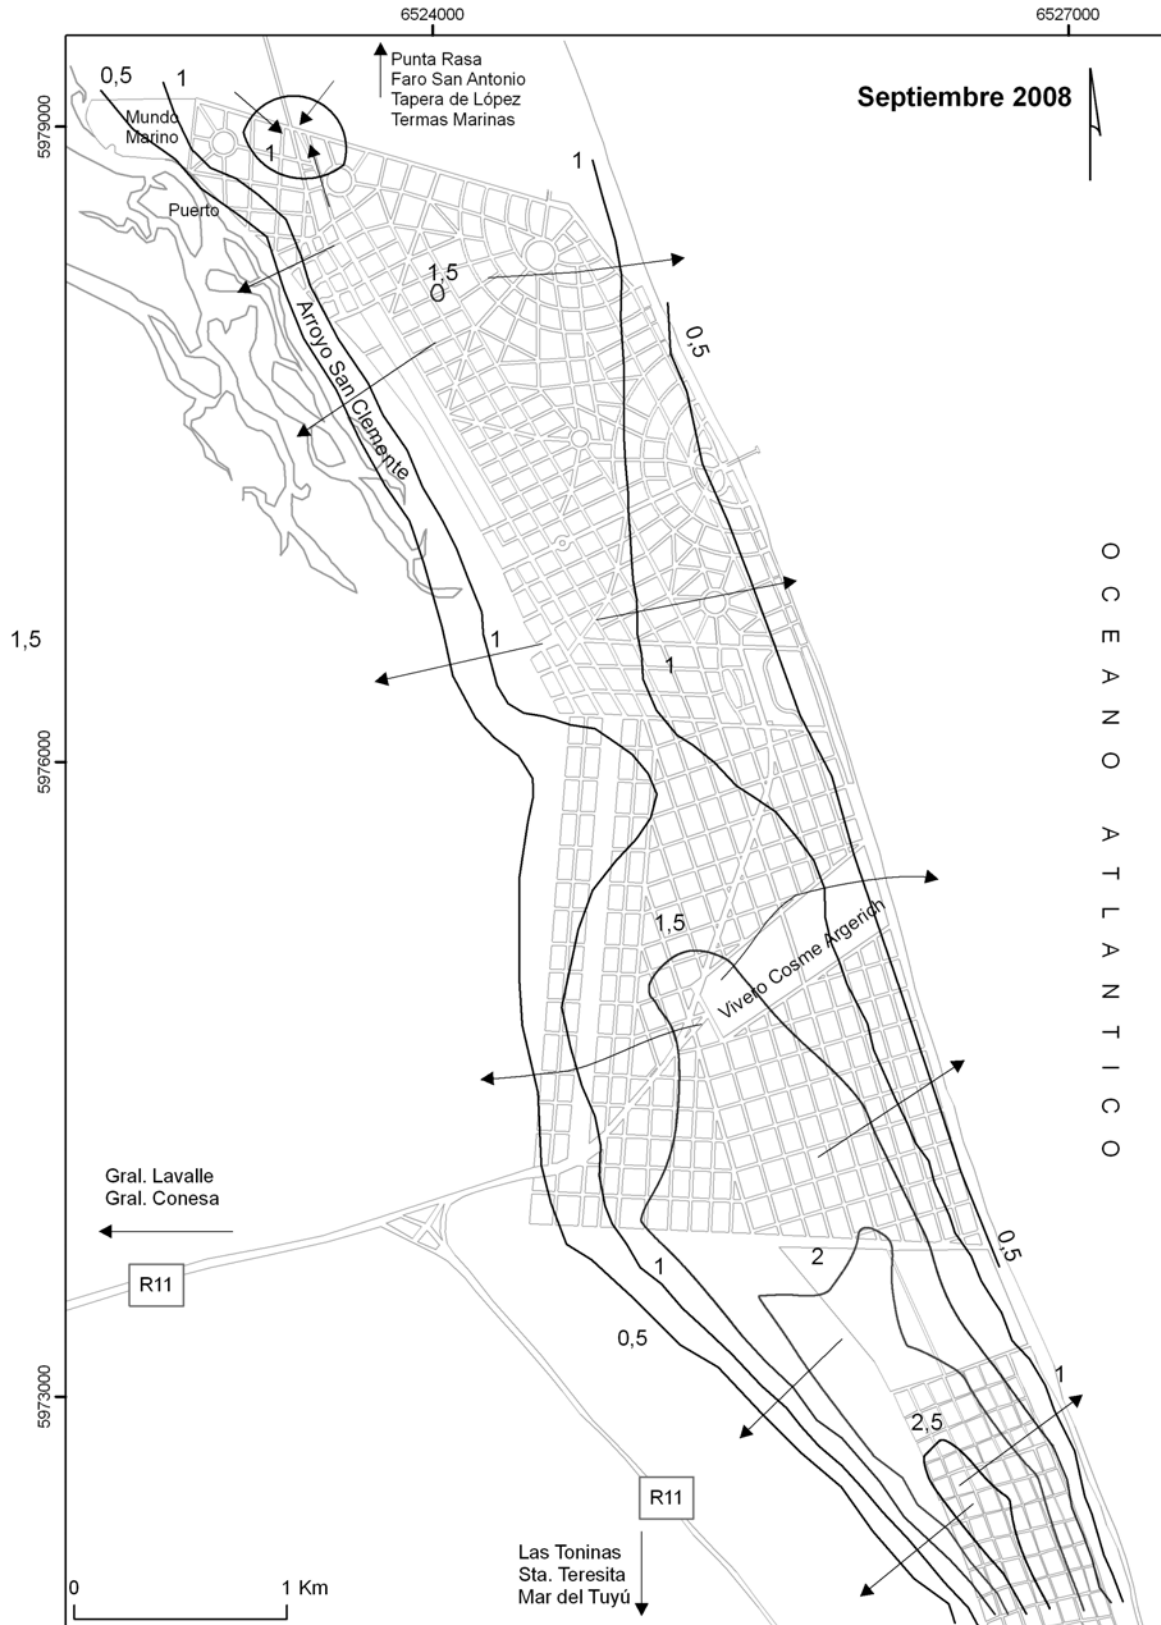 6524000
6527000
0,5
1
Punta Rasa
Faro San Antonio
Tapera de López
Termas Marinas
Septiembre 2008
5979000
Mundo
Marino
1
1
Puerto
1,5
Arroyo San Clemente
0,5
OCEANO ATLANTICO
1,5
1
1
5976000
1,5
Vivero Cosme Argerich
Gral. Lavalle
Gral. Conesa
R11
1
2
0,5
0,5
5973000
1
2,5
R11
Las Toninas
Sta. Teresita
Mar del Tuyú
0
1 Km